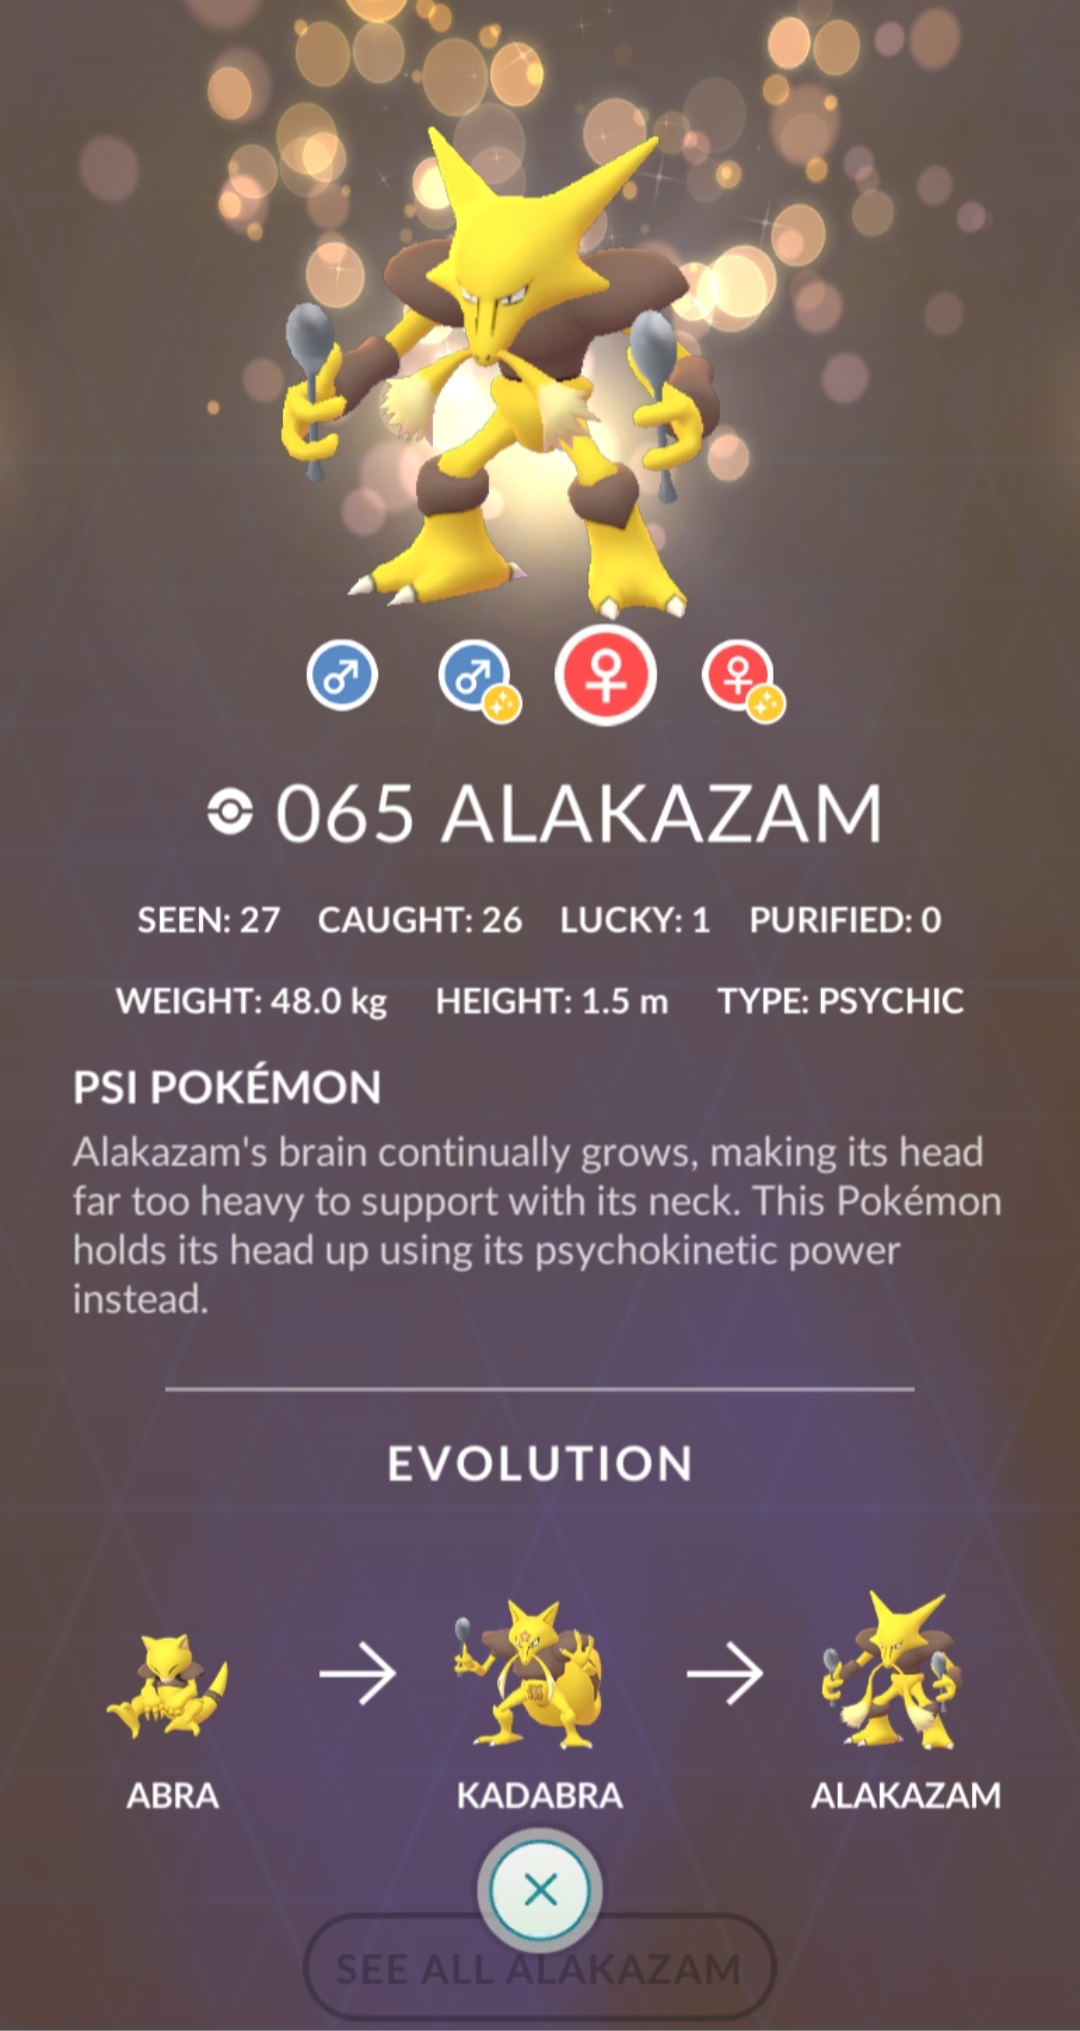 065 ALAKAZAM
SEEN: 27 CAUGHT: 26 LUCKY: 1 PURIFIED: 0
WEIGHT: 48.0 kg HEIGHT: 1.5 m TYPE: PSYCHIC
PSI POKÉMON
Alakazam's brain continually grows, making its head
far too heavy to support with its neck. This Pokémon
holds its head up using its psychokinetic power
instead.
EVOLUTION
ABRA KADABRA ALAKAZAM
SEE ALL ALAKAZAM